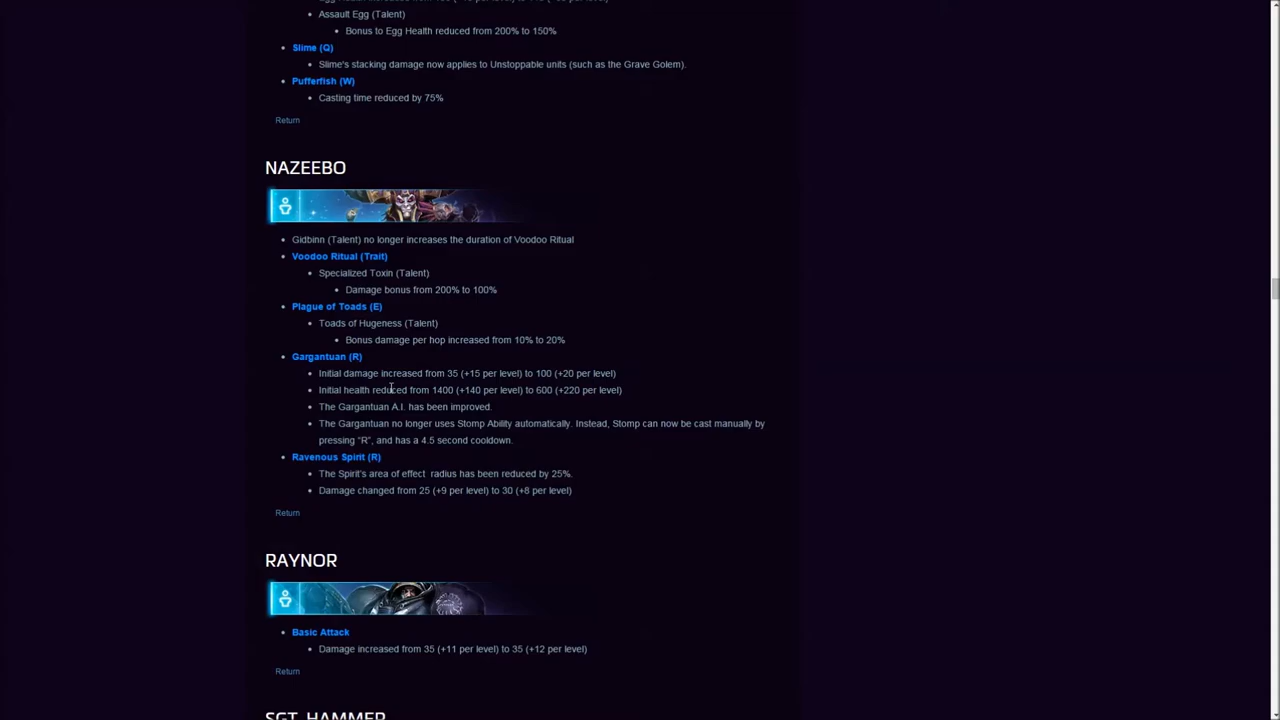 Assault Egg (Talent)
Bonus to Egg Health reduced from 200% to 150%
Slime (Q)
Slime's stacking damage now applies to Unstoppable units (such as the Grave Golem).
Pufferfish (W)
Casting time reduced by 75%
Return
NAZEEBO
Gidbinn (Talent) no longer increases the duration of Voodoo Ritual
Voodoo Ritual (Trait)
Specialized Toxin (Talent)
Damage bonus from 200% to 100%
Plague of Toads (E)
Toads of Hugeness (Talent)
Bonus damage per hop increased from 10% to 20%
Gargantuan (R)
Initial damage increased from 35 (+15 per level) to 100 (+20 per level)
Initial health reduced from 1400 (+140 per level) to 600 (+220 per level)
The Gargantuan A.I. has been improved.
The Gargantuan no longer uses Stomp Ability automatically. Instead, Stomp can now be cast manually by
pressing “R”, and has a 4.5 second cooldown.
Ravenous Spirit (R)
The Spirit's area of effect radius has been reduced by 25%.
Damage changed from 25 (+9 per level) to 30 (+8 per level)
Return
RAYNOR
Basic Attack
Damage increased from 35 (+11 per level) to 35 (+12 per level)
Return
SGT. HAMMER